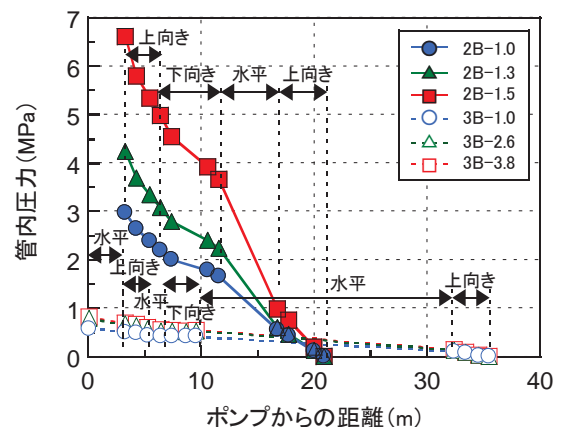 7
6
5
4
3
2
1
0
管内圧力(MPa)
上向き
下向き 水平 上向き
2B-1.0
2B-1.3
2B-1.5
3B-1.0
3B-2.6
3B-3.8
水平
上向き
水平
下向き
水平
上向き
0 10 20 30 40
ポンプからの距離(m)